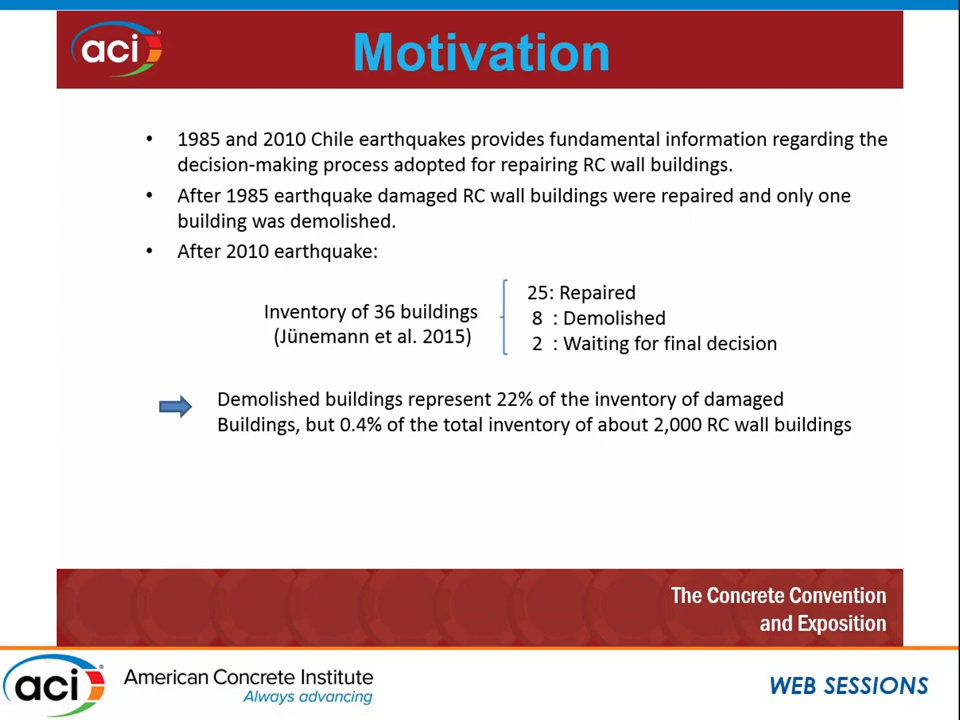 aci
Motivation
• 1985 and 2010 Chile earthquakes provides fundamental information regarding the
decision-making process adopted for repairing RC wall buildings.
• After 1985 earthquake damaged RC wall buildings were repaired and only one
building was demolished.
• After 2010 earthquake:
Inventory of 36 buildings
(Jünemann et al. 2015)
25: Repaired
8 : Demolished
2 : Waiting for final decision
Demolished buildings represent 22% of the inventory of damaged
Buildings, but 0.4% of the total inventory of about 2,000 RC wall buildings
The Concrete Convention
and Exposition
aci
American Concrete Institute
Always advancing
WEB SESSIONS